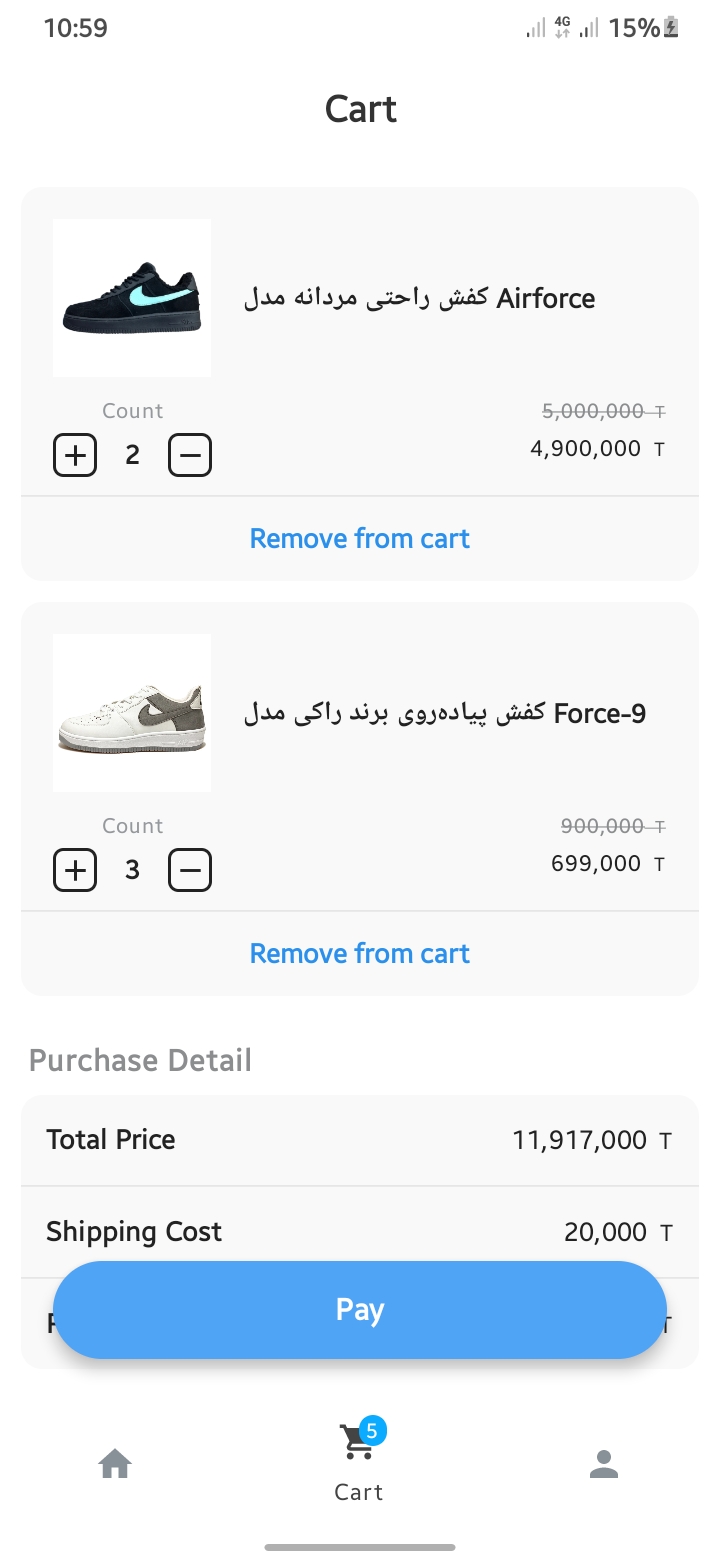 10:59
4G
15%
Cart
کفش راحتی مردانه مدل Airforce
Count
5,000,000 T
2
4,900,000 T
Remove from cart
کفش پیاده‌روی برند راکی مدل Force-9
Count
900,000 T
3
699,000 T
Remove from cart
Purchase Detail
Total Price 11,917,000 T
Shipping Cost 20,000 T
Pay
T
5
Cart